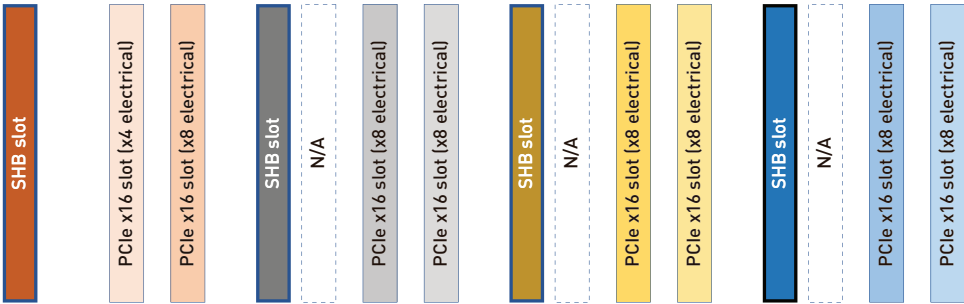 SHB slot
PCIe x16 slot (x4 electrical)
PCIe x16 slot (x8 electrical)
SHB slot
N/A
PCIe x16 slot (x8 electrical)
PCIe x16 slot (x8 electrical)
SHB slot
N/A
PCIe x16 slot (x8 electrical)
PCIe x16 slot (x8 electrical)
SHB slot
N/A
PCIe x16 slot (x8 electrical)
PCIe x16 slot (x8 electrical)